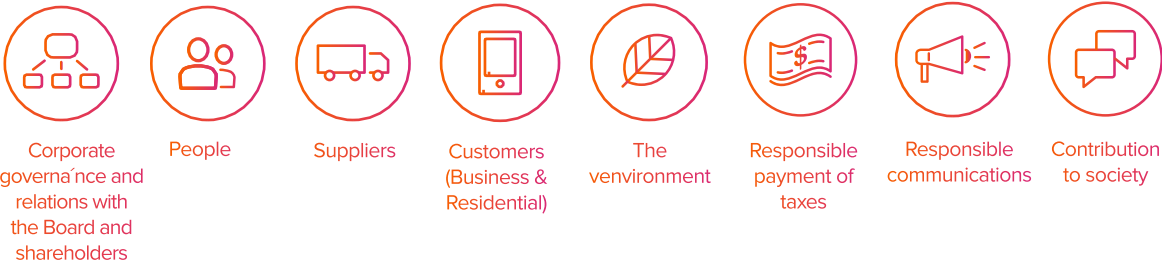 Corporate
governa´nce and
relations with
the Board and
shareholders
People
Suppliers
Customers
(Business &
Residential)
The
venvironment
$
Responsible
payment of
taxes
Responsible
communications
Contribution
to society